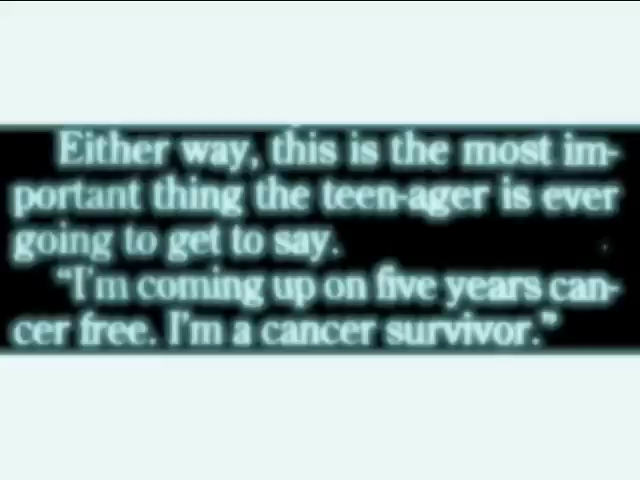 Either way, this is the most im-
portant thing the teen-ager is ever
going to get to say.
"I'm coming up on five years can-
cer free. I'm a cancer survivor."